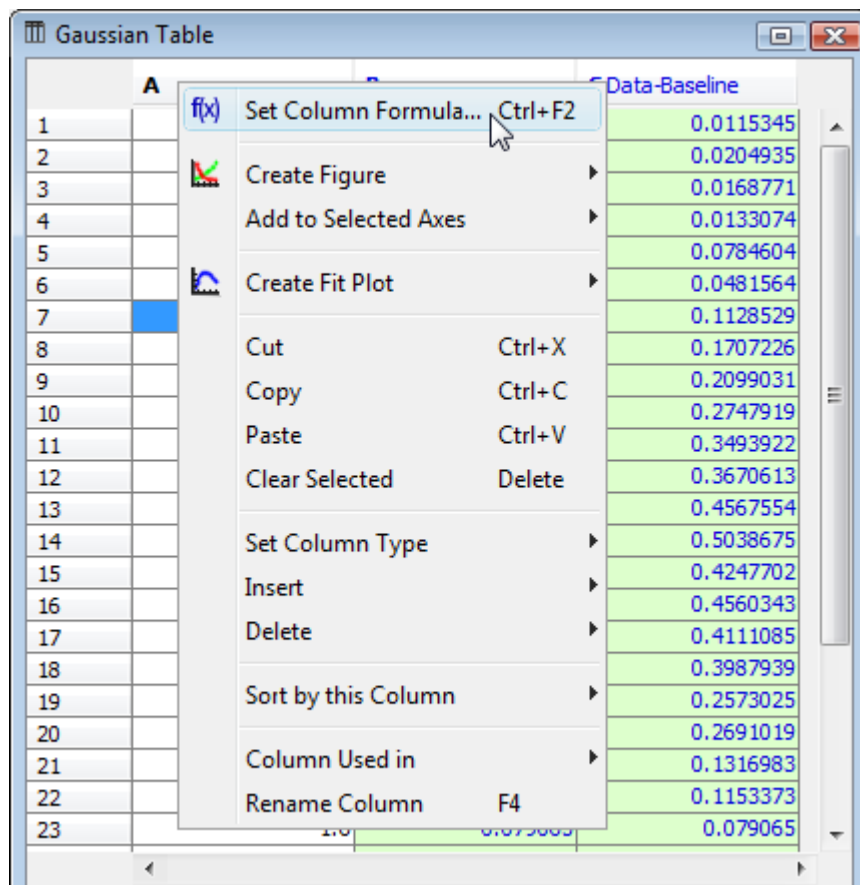 Gaussian Table
A Data-Baseline
f(x) Set Column Formula... Ctrl+F2
1 0.0115345
2 0.0204935
Create Figure
3 0.0168771
Add to Selected Axes
4 0.0133074
5 0.0784604
Create Fit Plot
6 0.0481564
7 0.1128529
Cut Ctrl+X
8 0.1707226
9 0.2099031
Copy Ctrl+C
10 0.2747919
Paste Ctrl+V
11 0.3493922
Clear Selected Delete
12 0.3670613
13 0.4567554
Set Column Type
14 0.5038675
15 0.4247702
Insert
16 0.4560343
Delete
17 0.4111085
18 0.3987939
Sort by this Column
19 0.2573025
20 0.2691019
Column Used in
21 0.1316983
22 0.1153373
Rename Column F4
23 0.079065